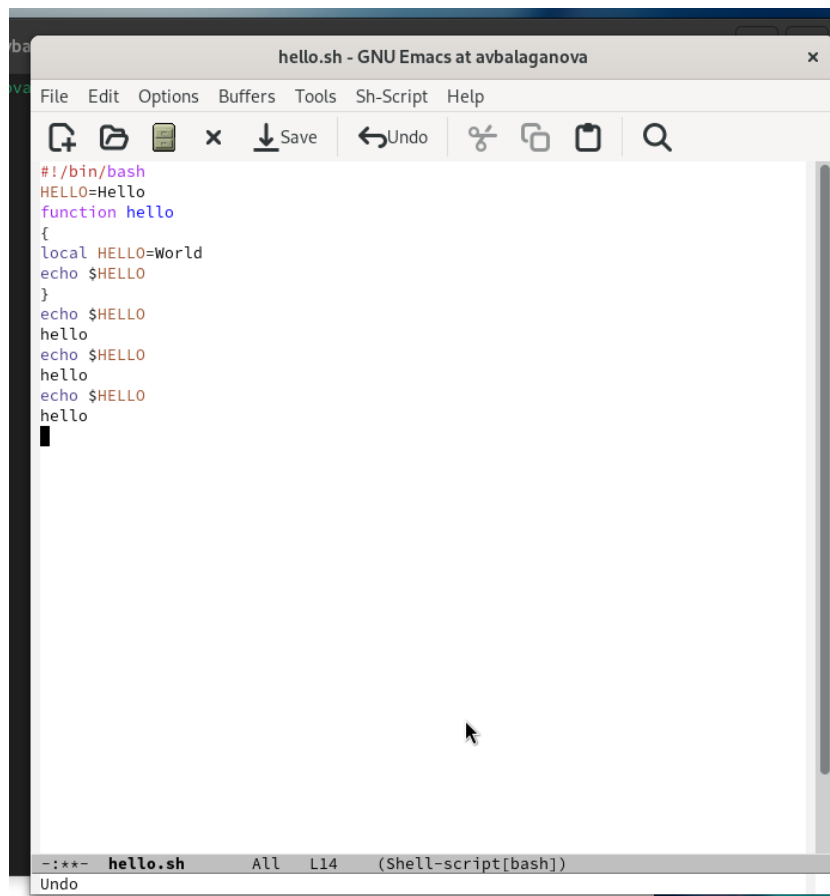 vba
hello.sh - GNU Emacs at avbalaganova
ova
File Edit Options Buffers Tools Sh-Script Help
Save Undo
#!/bin/bash
HELLO=Hello
function hello
{
local HELLO=World
echo $HELLO
}
echo $HELLO
hello
echo $HELLO
hello
echo $HELLO
hello
-:**- hello.sh All L14 (Shell-script[bash])
Undo